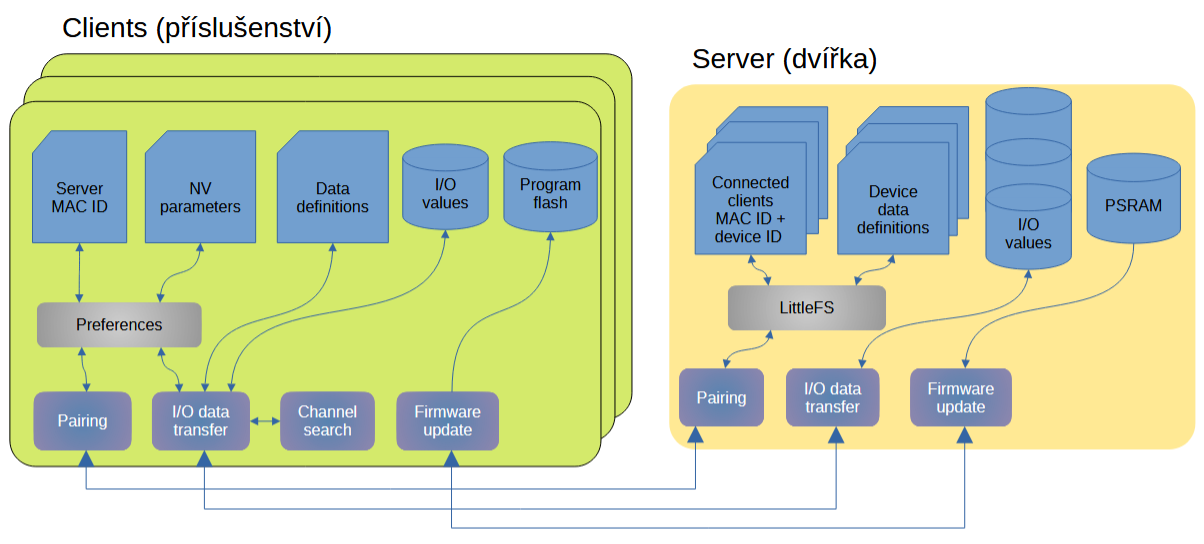 Clients (příslušenství)
Server
MAC ID
NV
parameters
Data
definitions
I/O
values
Program
flash
Preferences
Pairing
I/O data
transfer
Channel
search
Firmware
update
Server (dvířka)
Connected
clients
MAC ID +
device ID
Device
data
definitions
I/O
values
PSRAM
LittleFS
Pairing
I/O data
transfer
Firmware
update